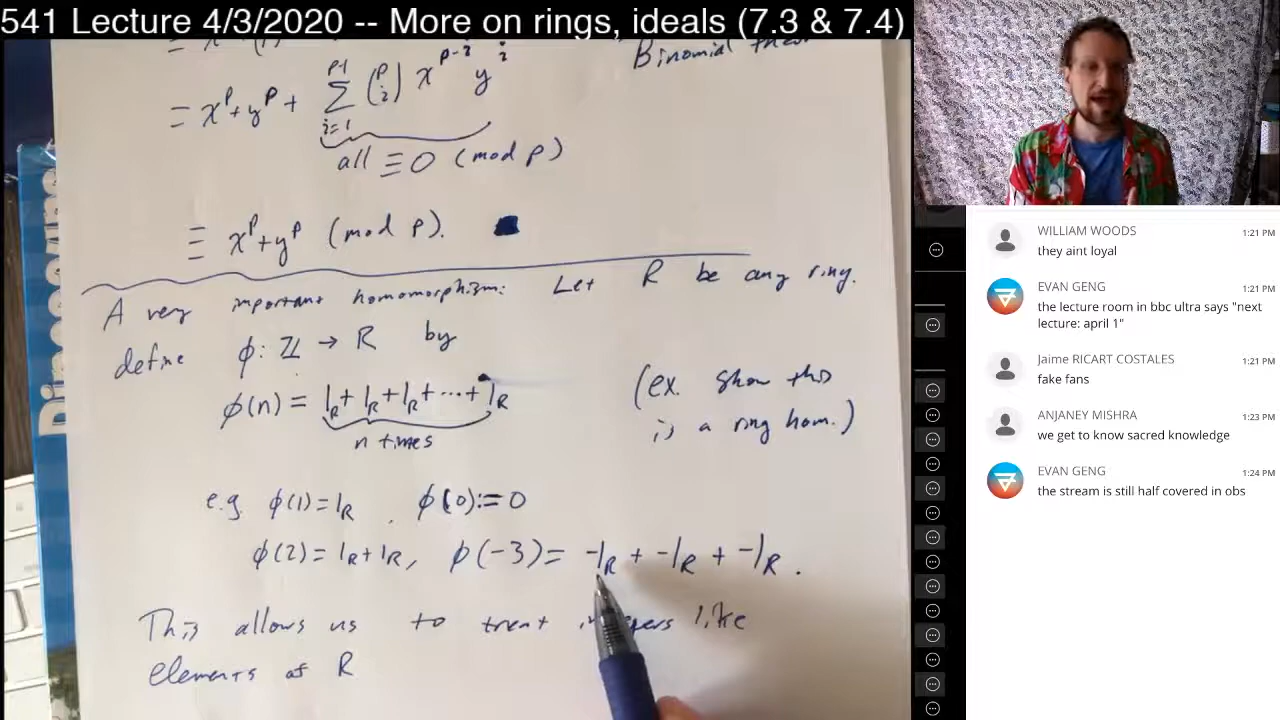 541 Lecture 4/3/2020 -- More on rings, ideals (7.3 & 7.4)
Binomial
≡ x^p + y^p + ∑_{i=1}^{p-1} (p i) x^{p-i} y^i
all ≡ 0 (mod p)
≡ x^p + y^p (mod p). ■
A very important homomorphism: Let R be any ring.
define φ: ℤ → R by
φ(n) = 1_R + 1_R + 1_R + ⋯ + 1_R
n times
(ex. show this
is a ring hom.)
e.g. φ(1) = 1_R , φ(0) := 0
φ(2) = 1_R + 1_R, φ(-3) = -1_R + -1_R + -1_R .
This allows us to treat integers like
elements of R
WILLIAM WOODS 1:21 PM
they aint loyal
EVAN GENG 1:21 PM
the lecture room in bbc ultra says "next
lecture: april 1"
Jaime RICART COSTALES 1:21 PM
fake fans
ANJANEY MISHRA 1:23 PM
we get to know sacred knowledge
EVAN GENG 1:24 PM
the stream is still half covered in obs